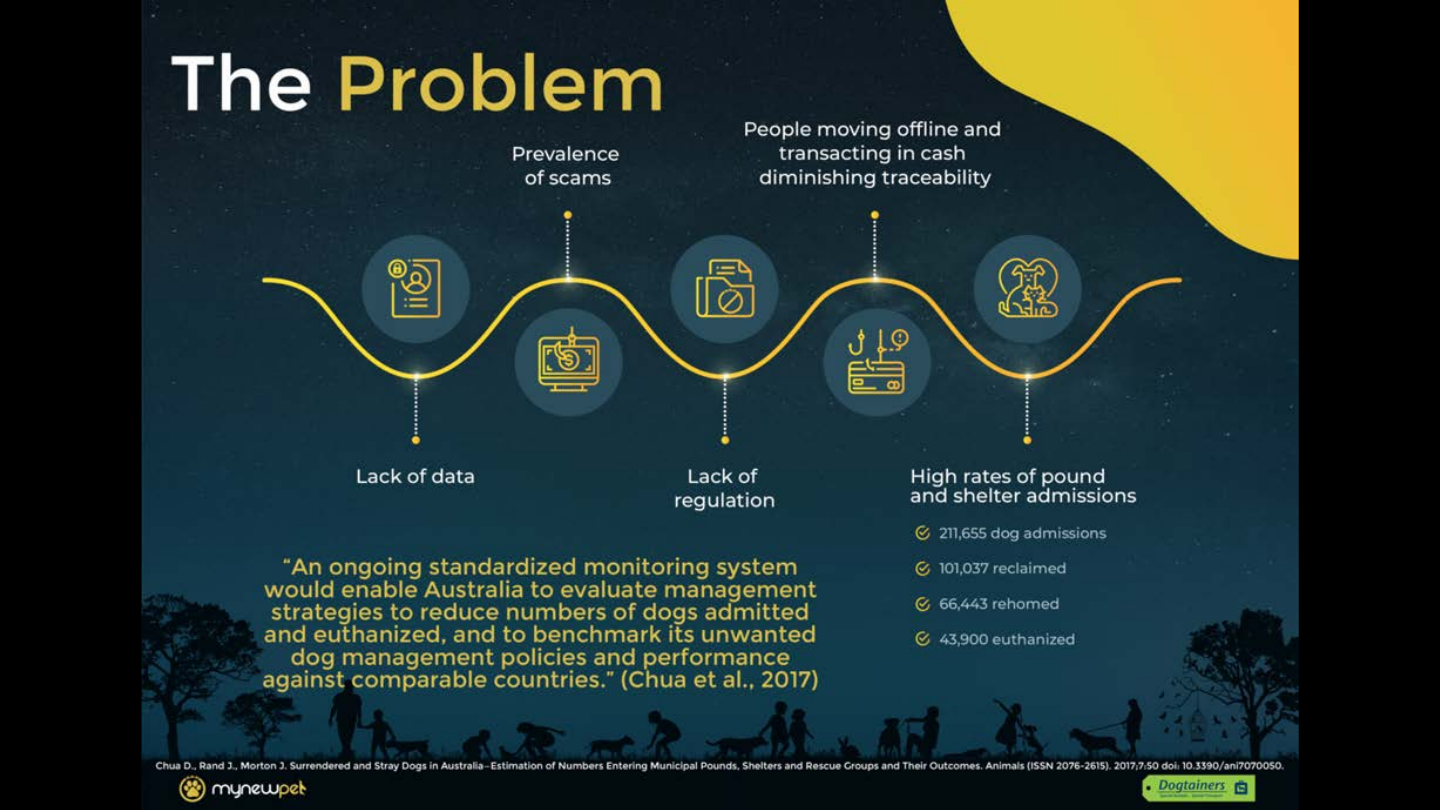 The Problem
Prevalence
of scams
People moving offline and
transacting in cash
diminishing traceability
Lack of data
Lack of
regulation
High rates of pound
and shelter admissions
211,655 dog admissions
101,037 reclaimed
66,443 rehomed
43,900 euthanized
“An ongoing standardized monitoring system
would enable Australia to evaluate management
strategies to reduce numbers of dogs admitted
and euthanized, and to benchmark its unwanted
dog management policies and performance
against comparable countries.” (Chua et al., 2017)
Chua D., Rand J., Morton J. Surrendered and Stray Dogs in Australia—Estimation of Numbers Entering Municipal Pounds, Shelters and Rescue Groups and Their Outcomes. Animals (ISSN 2076-2615). 2017;7:50 doi: 10.3390/ani7070050.
mynewpet
Dogtainers